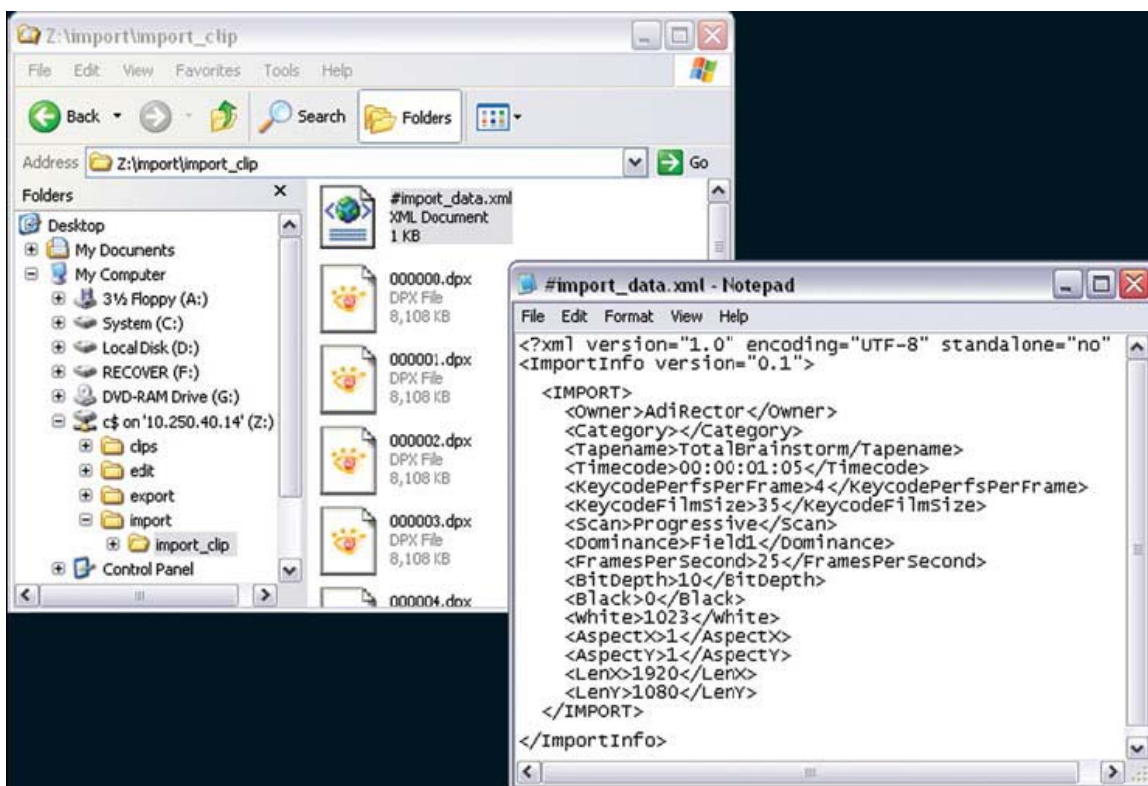 Z:\import\import_clip
File Edit View Favorites Tools Help
Back Search Folders
Address Z:\import\import_clip Go
Folders x
Desktop
My Documents
My Computer
3½ Floppy (A:)
System (C:)
Local Disk (D:)
RECOVER (F:)
DVD-RAM Drive (G:)
c$ on '10.250.40.14' (Z:)
clips
edit
export
import
import_clip
Control Panel
#import_data.xml
XML Document
1 KB
000000.dpx
DPX File
8,108 KB
000001.dpx
DPX File
8,108 KB
000002.dpx
DPX File
8,108 KB
000003.dpx
DPX File
8,108 KB
000004.dpx
#import_data.xml - Notepad
File Edit Format View Help
<?xml version="1.0" encoding="UTF-8" standalone="no"
<ImportInfo version="0.1">
<IMPORT>
<Owner>AdiRector</Owner>
<Category></Category>
<Tapename>TotalBrainstorm/Tapename>
<Timecode>00:00:01:05</Timecode>
<KeycodePerfsPerFrame>4</KeycodePerfsPerFrame>
<KeycodeFilmSize>35</KeycodeFilmSize>
<Scan>Progressive</Scan>
<Dominance>Field1</Dominance>
<FramesPerSecond>25</FramesPerSecond>
<BitDepth>10</BitDepth>
<Black>0</Black>
<White>1023</White>
<AspectX>1</AspectX>
<AspectY>1</AspectY>
<LenX>1920</LenX>
<LenY>1080</LenY>
</IMPORT>
</ImportInfo>